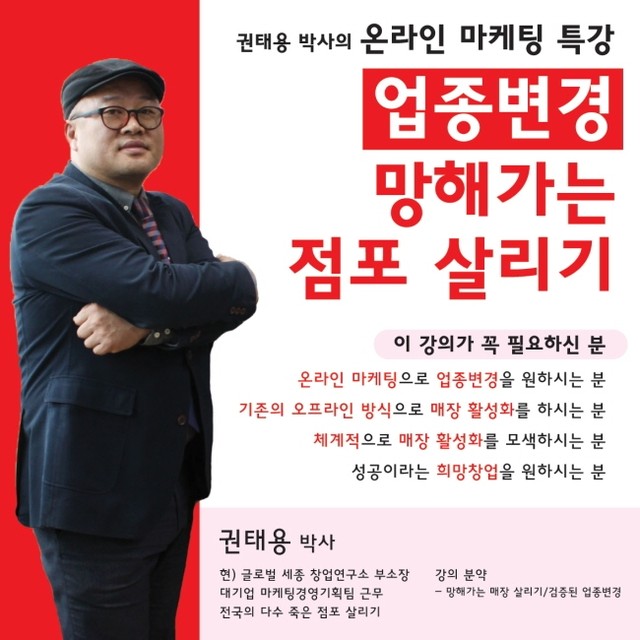 권태용 박사의 온라인 마케팅 특강
업종변경
망해가는
점포 살리기
이 강의가 꼭 필요하신 분
온라인 마케팅으로 업종변경을 원하시는 분
기존의 오프라인 방식으로 매장 활성화를 하시는 분
체계적으로 매장 활성화를 모색하시는 분
성공이라는 희망창업을 원하시는 분
권태용 박사
현) 글로벌 세종 창업연구소 부소장
대기업 마케팅경영기획팀 근무
전국의 다수 죽은 점포 살리기
강의 분약
- 망해가는 매장 살리기/검증된 업종변경